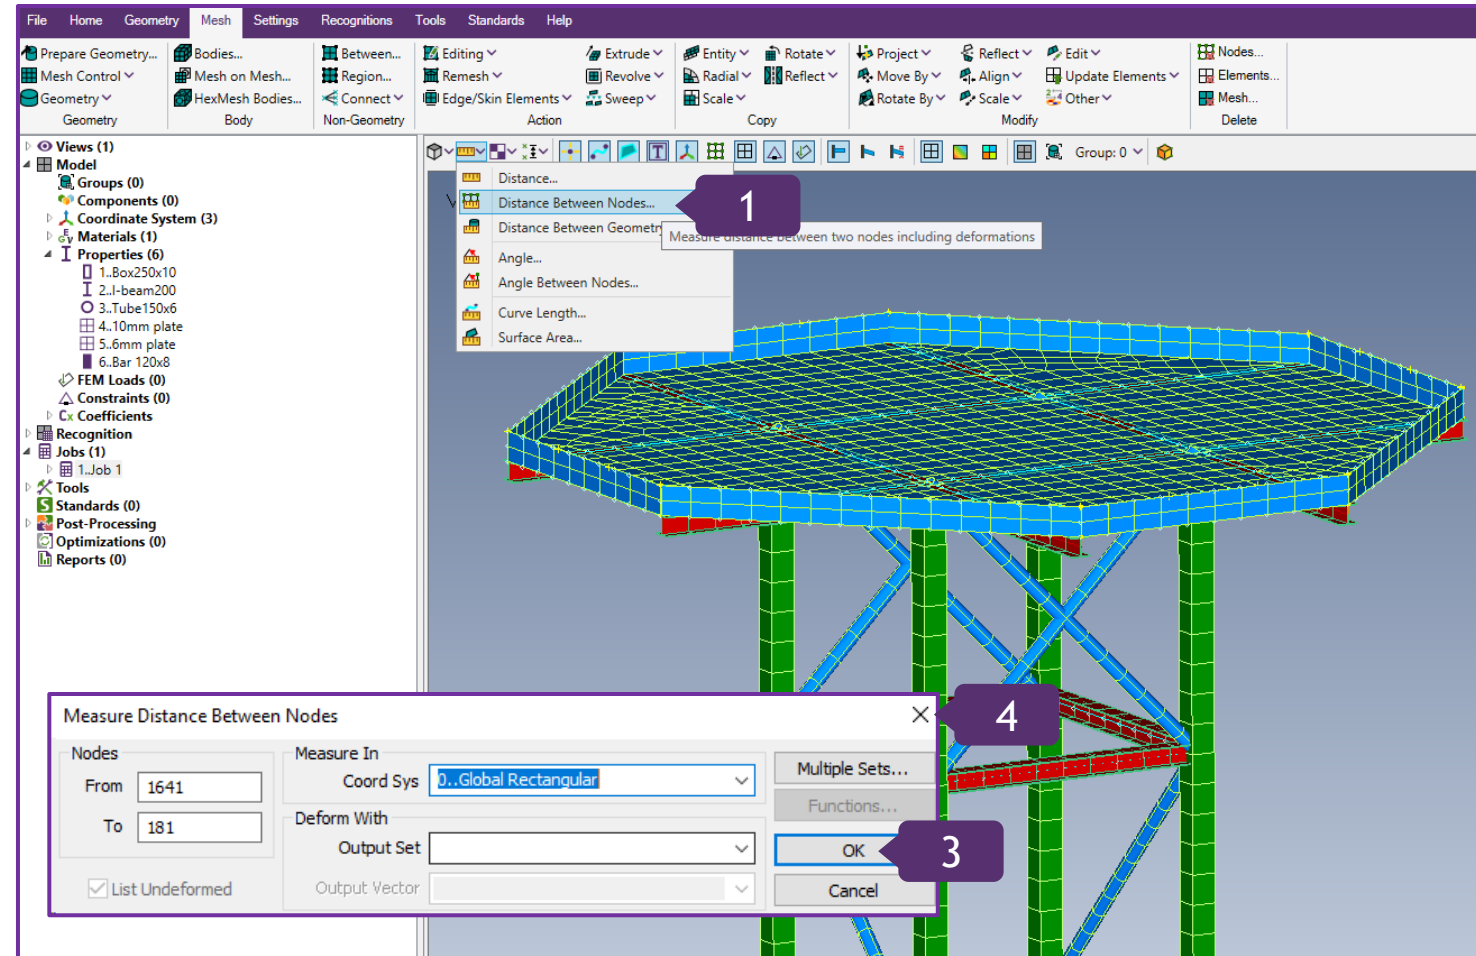 File Home Geometry Mesh Settings Recognitions Tools Standards Help
Prepare Geometry... Bodies... Between... Editing Extrude Entity Rotate Project Reflect Edit Nodes...
Mesh Control Mesh on Mesh... Region... Remesh Revolve Radial Reflect Move By Align Update Elements Elements...
Geometry HexMesh Bodies... Connect Edge/Skin Elements Sweep Scale Rotate By Scale Other Mesh...
Geometry Body Non-Geometry Action Copy Modify Delete
Views (1)
Model
Groups (0)
Components (0)
Coordinate System (3)
Materials (1)
Properties (6)
1..Box250x10
2..I-beam200
3..Tube150x6
4..10mm plate
5..6mm plate
6..Bar 120x8
FEM Loads (0)
Constraints (0)
Cx Coefficients
Recognition
Jobs (1)
1..Job 1
Tools
Standards (0)
Post-Processing
Optimizations (0)
Reports (0)
Group: 0
Distance...
Distance Between Nodes...
1
Distance Between Geometry
Measure distance between two nodes including deformations
Angle...
Angle Between Nodes...
Curve Length...
Surface Area...
Measure Distance Between Nodes
4
Nodes
From 1641
To 181
List Undeformed
Measure In
Coord Sys 0..Global Rectangular
Deform With
Output Set
Output Vector
Multiple Sets...
Functions...
OK
3
Cancel